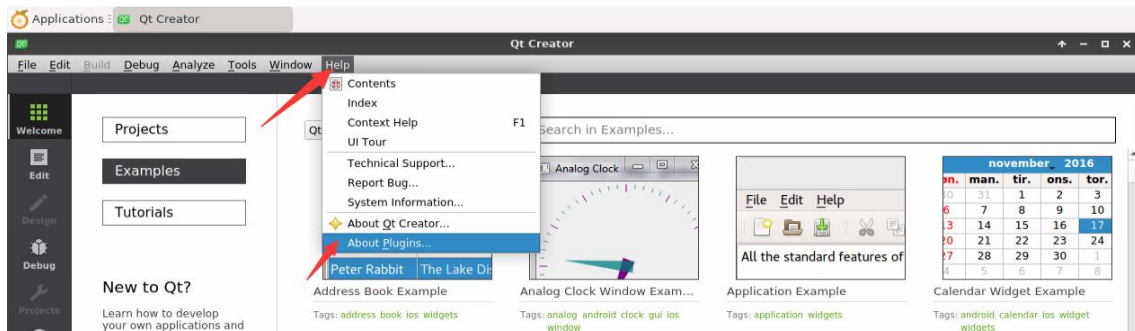 Applications Qt Creator
Qt Creator
File Edit Build Debug Analyze Tools Window Help
Contents
Index
Context Help F1
UI Tour
Technical Support...
Report Bug...
System Information...
About Qt Creator...
About Plugins...
Welcome
Edit
Design
Debug
Projects
Projects
Examples
Tutorials
New to Qt?
Learn how to develop
your own applications and
Qt
Search in Examples...
Peter Rabbit The Lake Dis
Address Book Example
Tags: address book ios widgets
Analog Clock
Analog Clock Window Exam...
Tags: analog android clock gui ios
window
File Edit Help
All the standard features of
Application Example
Tags: application widgets
november 2016
man. tir. ons. tor.
31 1 2 3
7 8 9 10
14 15 16 17
21 22 23 24
28 29 30 1
4 5 6 7 8
Calendar Widget Example
Tags: android calendar ios widget
widgets